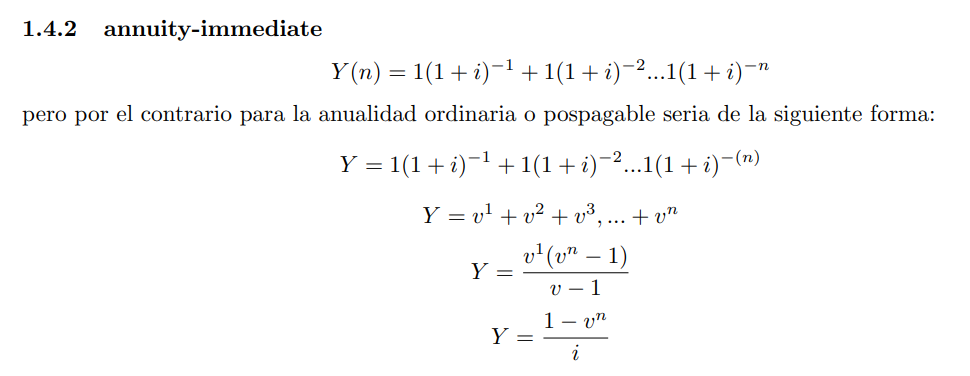 1.4.2 annuity-immediate
Y(n) = 1(1 + i)^{-1} + 1(1 + i)^{-2}...1(1 + i)^{-n}
pero por el contrario para la anualidad ordinaria o pospagable seria de la siguiente forma:
Y = 1(1 + i)^{-1} + 1(1 + i)^{-2}...1(1 + i)^{-(n)}
Y = v^1 + v^2 + v^3, ... + v^n
Y = \frac{v^1(v^n - 1)}{v - 1}
Y = \frac{1 - v^n}{i}